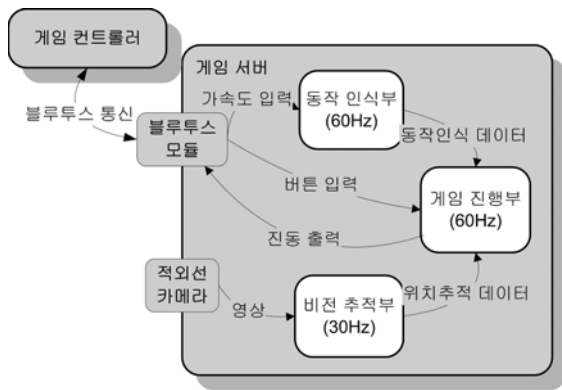 게임 컨트롤러
게임 서버
블루투스 통신
가속도 입력
동작 인식부
(60Hz)
블루투스
모듈
동작인식 데이터
버튼 입력
게임 진행부
(60Hz)
진동 출력
적외선
카메라
영상
비전 추적부
(30Hz)
위치추적 데이터